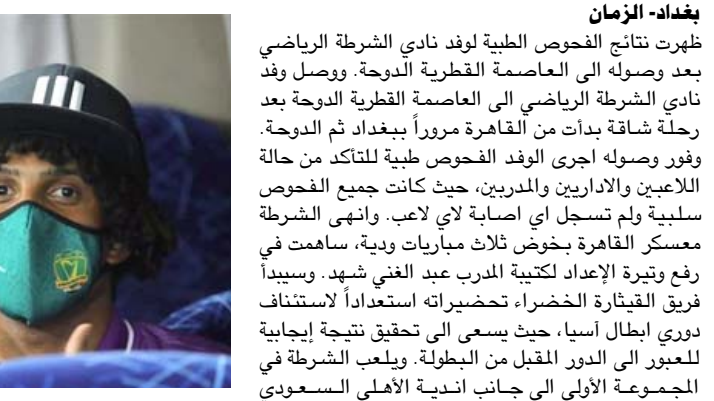 بغداد- الزمان
ظهرت نتائج الفحوص الطبية لوفد نادي الشرطة الرياضي
بعد وصوله الى العاصمة القطرية الدوحة. ووصل وفد
نادي الشرطة الرياضي الى العاصمة القطرية الدوحة بعد
رحلة شاقة بدأت من القاهرة مروراً ببغداد ثم الدوحة.
وفور وصوله اجرى الوفد الفحوص طبية للتأكد من حالة
اللاعبين والاداريين والمدربين، حيث كانت جميع الفحوص
سلبية ولم تسجل اي اصابة لاي لاعب. وانهى الشرطة
معسكر القاهرة بخوض ثلاث مباريات ودية، ساهمت في
رفع وتيرة الإعداد لكتيبة المدرب عبد الغني شهد. وسيبدأ
فريق القيثارة الخضراء تحضيراته استعداداً لاستئناف
دوري ابطال آسيا، حيث يسعى الى تحقيق نتيجة إيجابية
للعبور الى الدور المقبل من البطولة. ويلعب الشرطة في
المجموعة الأولى الى جانب اندية الأهلي السعودي